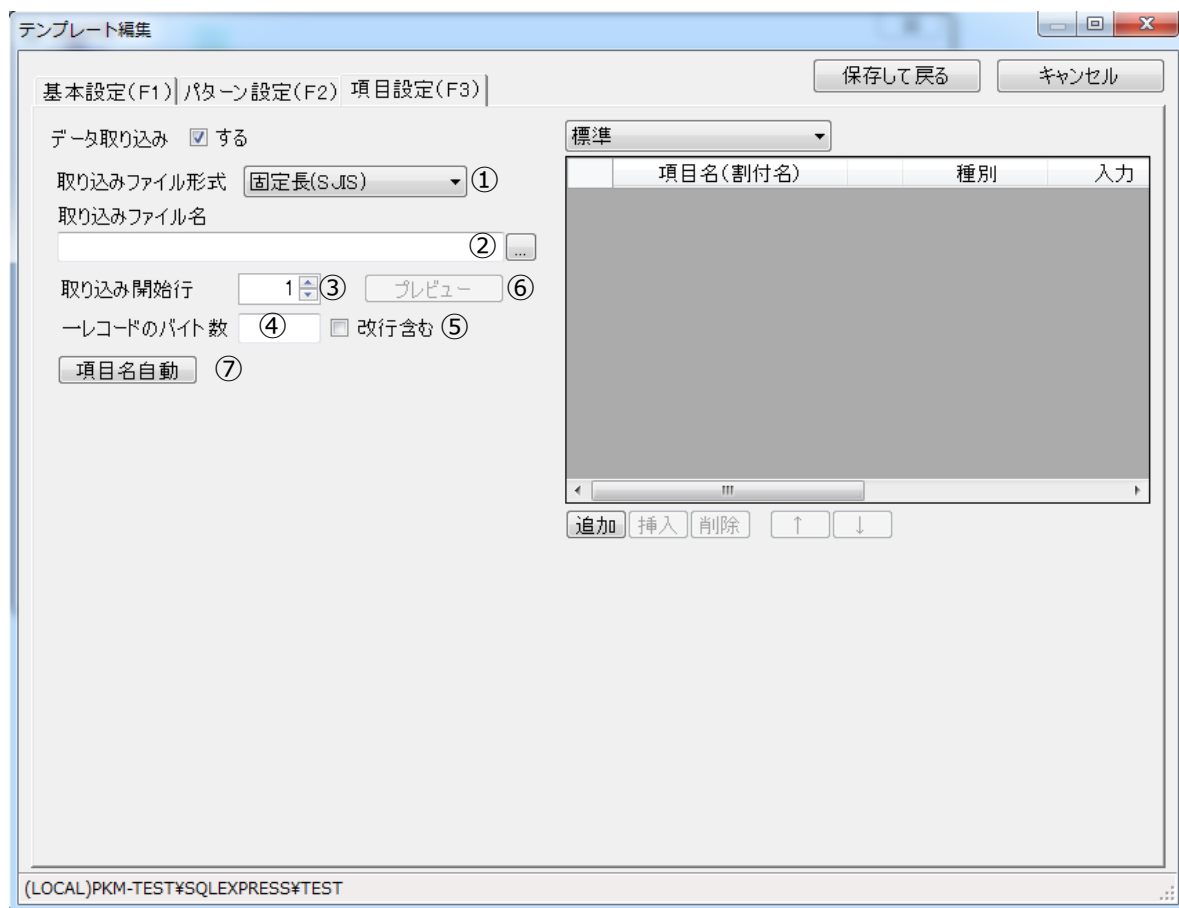 テンプレート編集
保存して戻る キャンセル
基本設定(F1) パターン設定(F2) 項目設定(F3)
データ取り込み する
標準
取り込みファイル形式 固定長(SJIS) ①
項目名(割付名) 種別 入力
取り込みファイル名
② ...
取り込み開始行 1 ③ プレビュー ⑥
一レコードのバイト数 ④ 改行含む ⑤
項目名自動 ⑦
追加 挿入 削除 ↑ ↓
(LOCAL)PKM-TEST¥SQLEXPRESS¥TEST